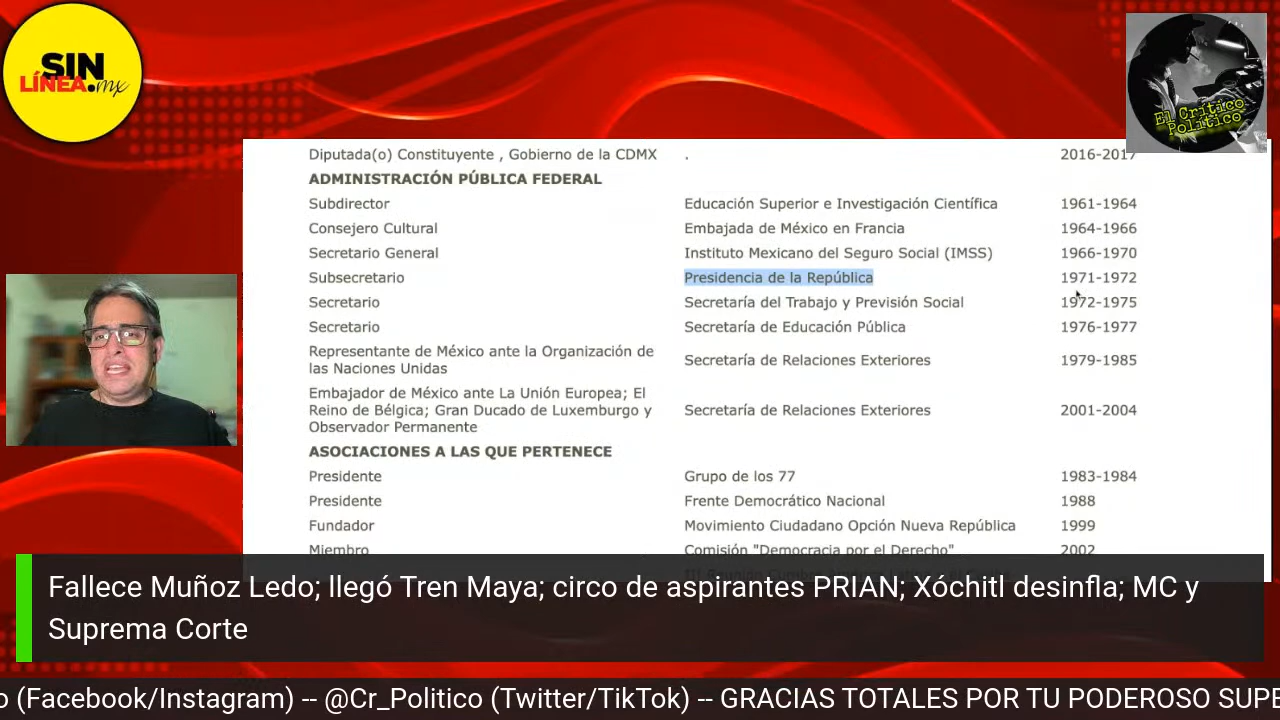 SIN
LÍNEA.mx
El Crítico
Político
Diputada(o) Constituyente , Gobierno de la CDMX . 2016-2017
ADMINISTRACIÓN PÚBLICA FEDERAL
Subdirector Educación Superior e Investigación Científica 1961-1964
Consejero Cultural Embajada de México en Francia 1964-1966
Secretario General Instituto Mexicano del Seguro Social (IMSS) 1966-1970
Subsecretario Presidencia de la República 1971-1972
Secretario Secretaría del Trabajo y Previsión Social 1972-1975
Secretario Secretaría de Educación Pública 1976-1977
Representante de México ante la Organización de
las Naciones Unidas Secretaría de Relaciones Exteriores 1979-1985
Embajador de México ante La Unión Europea; El
Reino de Bélgica; Gran Ducado de Luxemburgo y Secretaría de Relaciones Exteriores 2001-2004
Observador Permanente
ASOCIACIONES A LAS QUE PERTENECE
Presidente Grupo de los 77 1983-1984
Presidente Frente Democrático Nacional 1988
Fundador Movimiento Ciudadano Opción Nueva República 1999
Miembro Comisión "Democracia por el Derecho" 2002
Fallece Muñoz Ledo; llegó Tren Maya; circo de aspirantes PRIAN; Xóchitl desinfla; MC y
Suprema Corte
o (Facebook/Instagram) -- @Cr_Politico (Twitter/TikTok) -- GRACIAS TOTALES POR TU PODEROSO SUPE